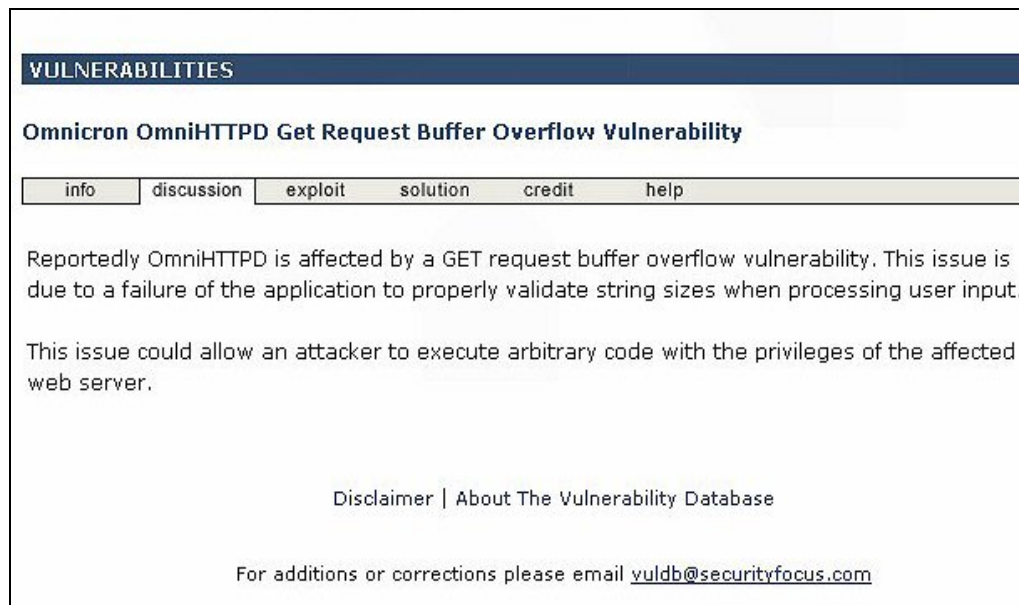 VULNERABILITIES
Omnicron OmniHTTPD Get Request Buffer Overflow Vulnerability
info discussion exploit solution credit help
Reportedly OmniHTTPD is affected by a GET request buffer overflow vulnerability. This issue is
due to a failure of the application to properly validate string sizes when processing user input.
This issue could allow an attacker to execute arbitrary code with the privileges of the affected
web server.
Disclaimer | About The Vulnerability Database
For additions or corrections please email vuldb@securityfocus.com